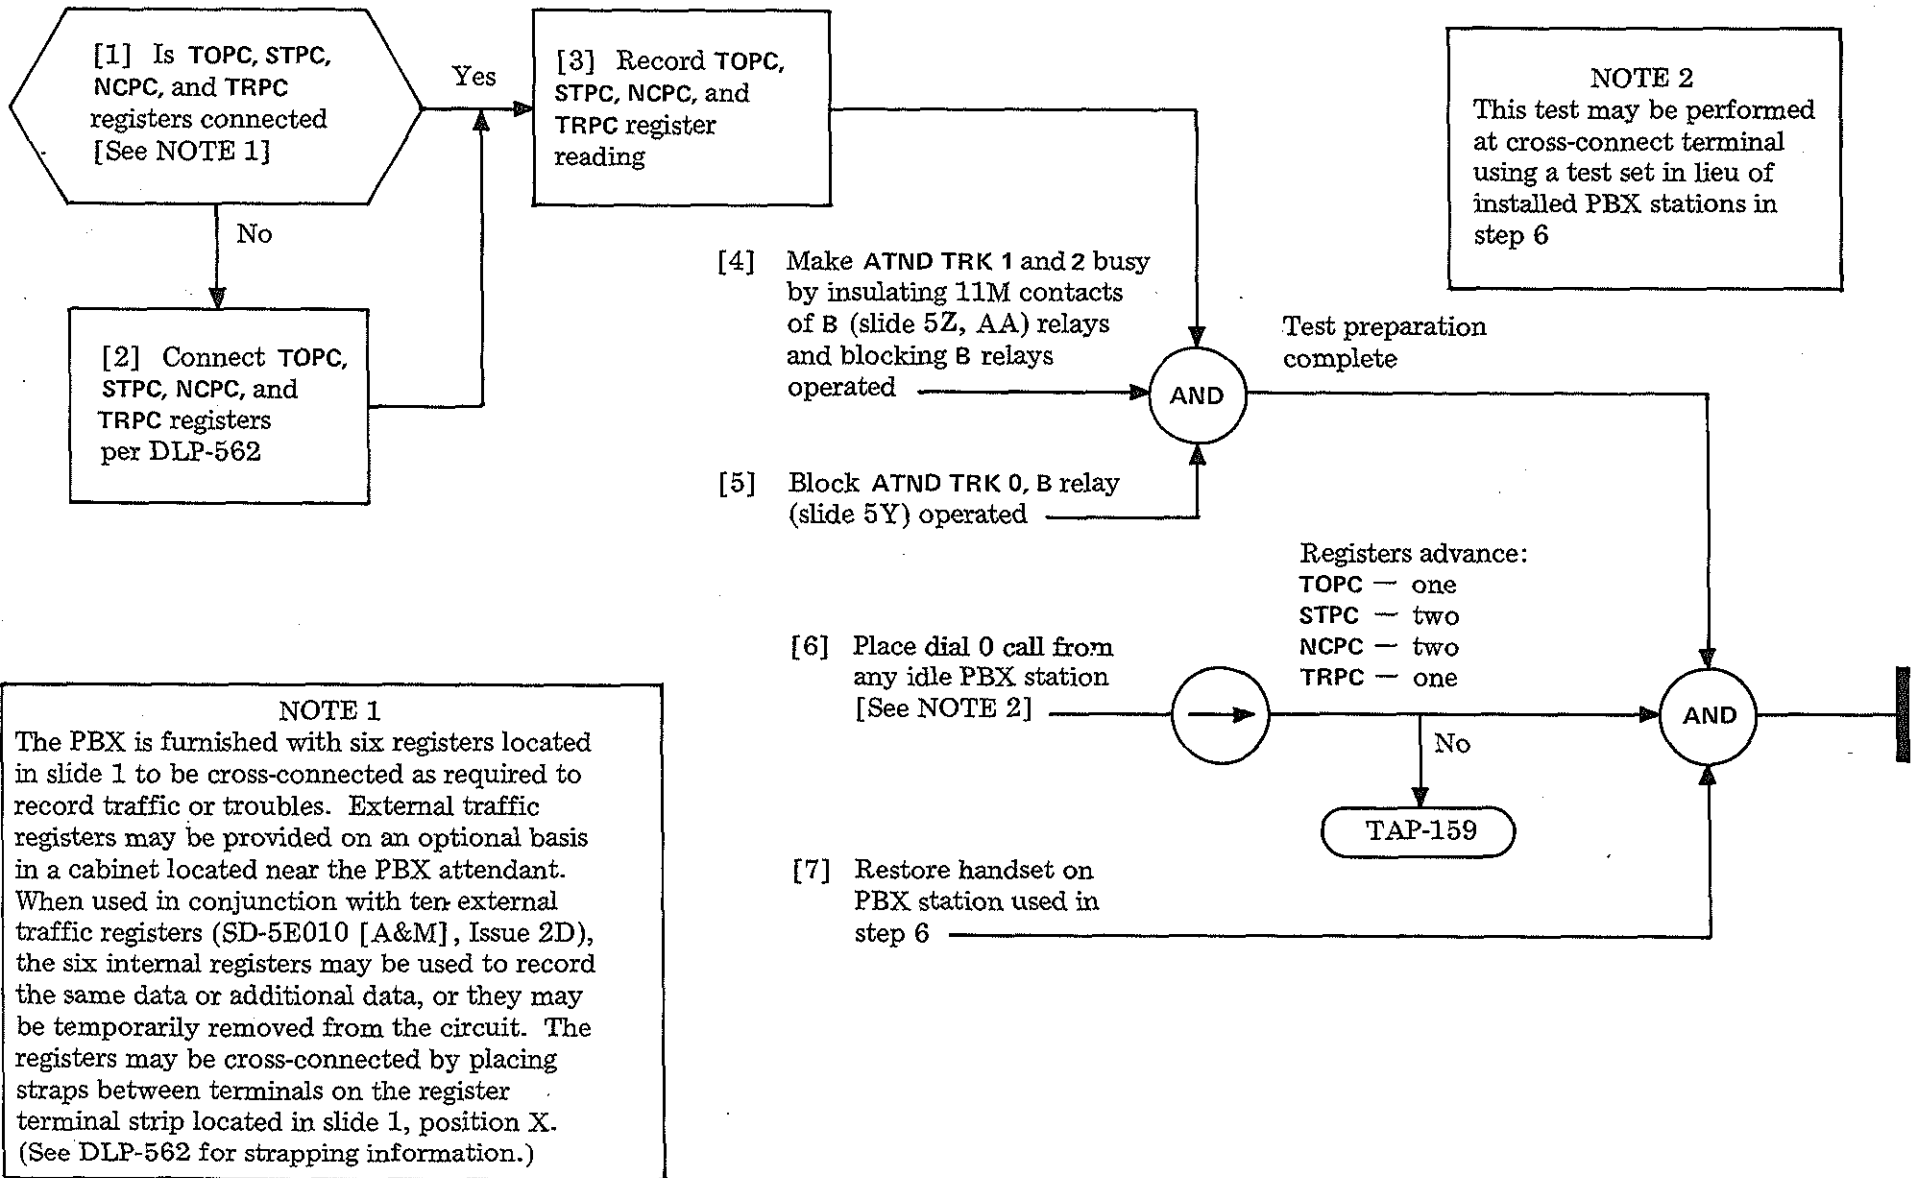 [1] Is TOPC, STPC,
NCPC, and TRPC
registers connected
[See NOTE 1]
Yes
No
[2] Connect TOPC,
STPC, NCPC, and
TRPC registers
per DLP-562
[3] Record TOPC,
STPC, NCPC, and
TRPC register
reading
NOTE 2
This test may be performed
at cross-connect terminal
using a test set in lieu of
installed PBX stations in
step 6
[4] Make ATND TRK 1 and 2 busy
by insulating 11M contacts
of B (slide 5Z, AA) relays
and blocking B relays
operated
AND
Test preparation
complete
[5] Block ATND TRK 0, B relay
(slide 5Y) operated
Registers advance:
TOPC — one
STPC — two
NCPC — two
TRPC — one
[6] Place dial 0 call from
any idle PBX station
[See NOTE 2]
AND
No
TAP-159
[7] Restore handset on
PBX station used in
step 6
NOTE 1
The PBX is furnished with six registers located
in slide 1 to be cross-connected as required to
record traffic or troubles. External traffic
registers may be provided on an optional basis
in a cabinet located near the PBX attendant.
When used in conjunction with ten external
traffic registers (SD-5E010 [A&M], Issue 2D),
the six internal registers may be used to record
the same data or additional data, or they may
be temporarily removed from the circuit. The
registers may be cross-connected by placing
straps between terminals on the register
terminal strip located in slide 1, position X.
(See DLP-562 for strapping information.)